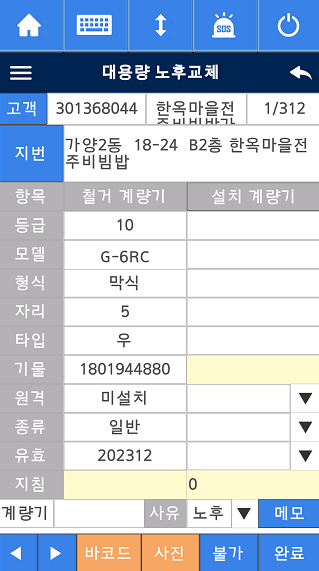 SOS
대용량 노후교체
고객 301368044 한옥마을전 1/312
지번 가양2동 18-24 B2층 한옥마을전
주비빔밥
항목 철거 계량기 설치 계량기
등급 10
모델 G-6RC
형식 막식
자리 5
타입 우
기물 1801944880
원격 미설치 ▼
종류 일반 ▼
유효 202312 ▼
지침 0
계량기 사유 노후 ▼ 메모
◀ ▶ 바코드 사진 불가 완료